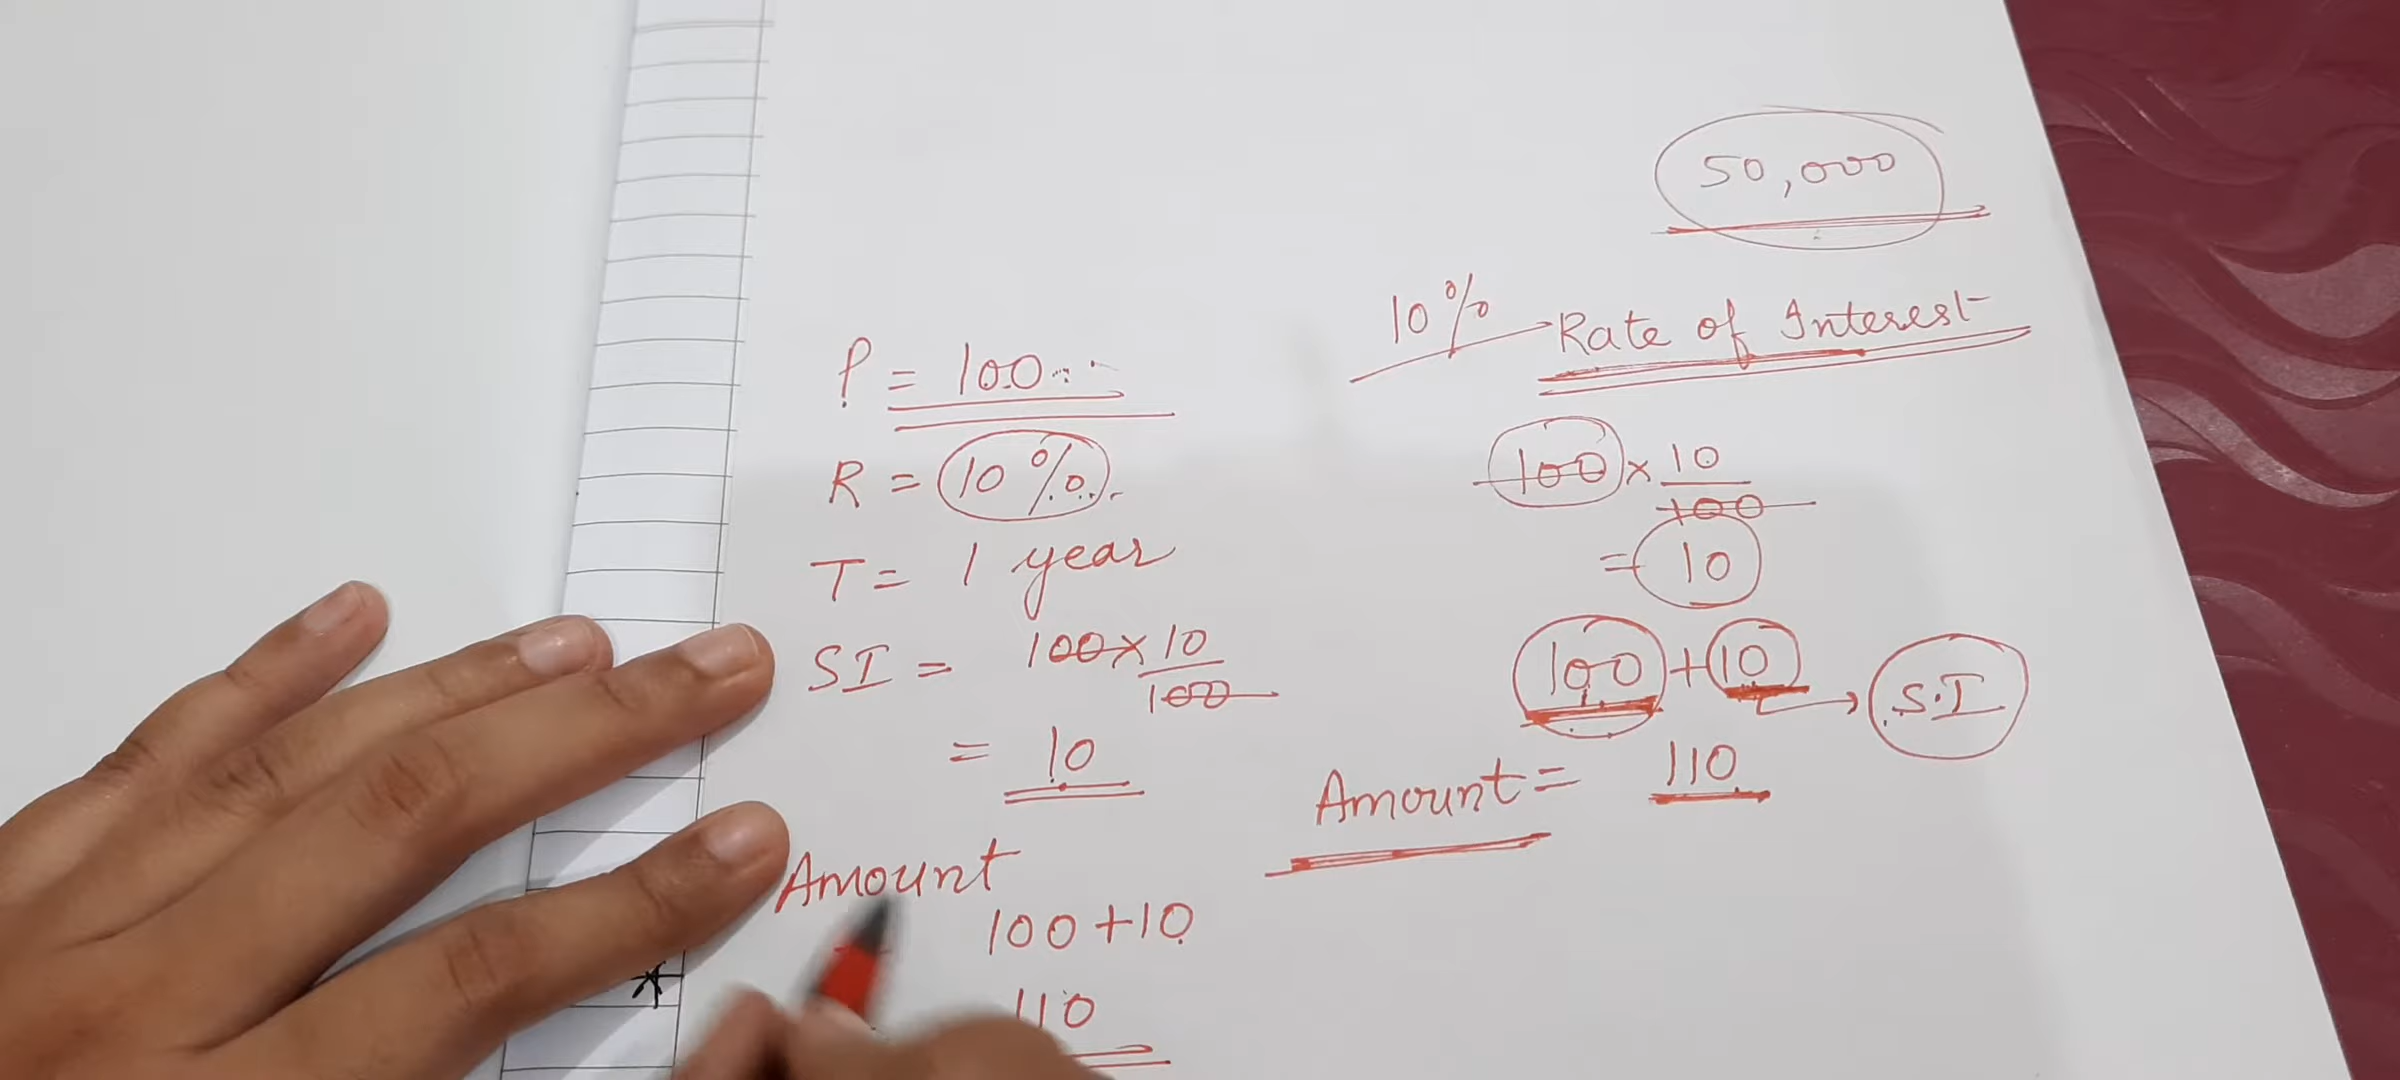 50,000
10% Rate of Interest
P = 100
R = 10%
T = 1 year
SI = 100 × 10/100
= 10
Amount
100 + 10
110
100 × 10/100
= 10
100 + 10 → S.I
Amount = 110